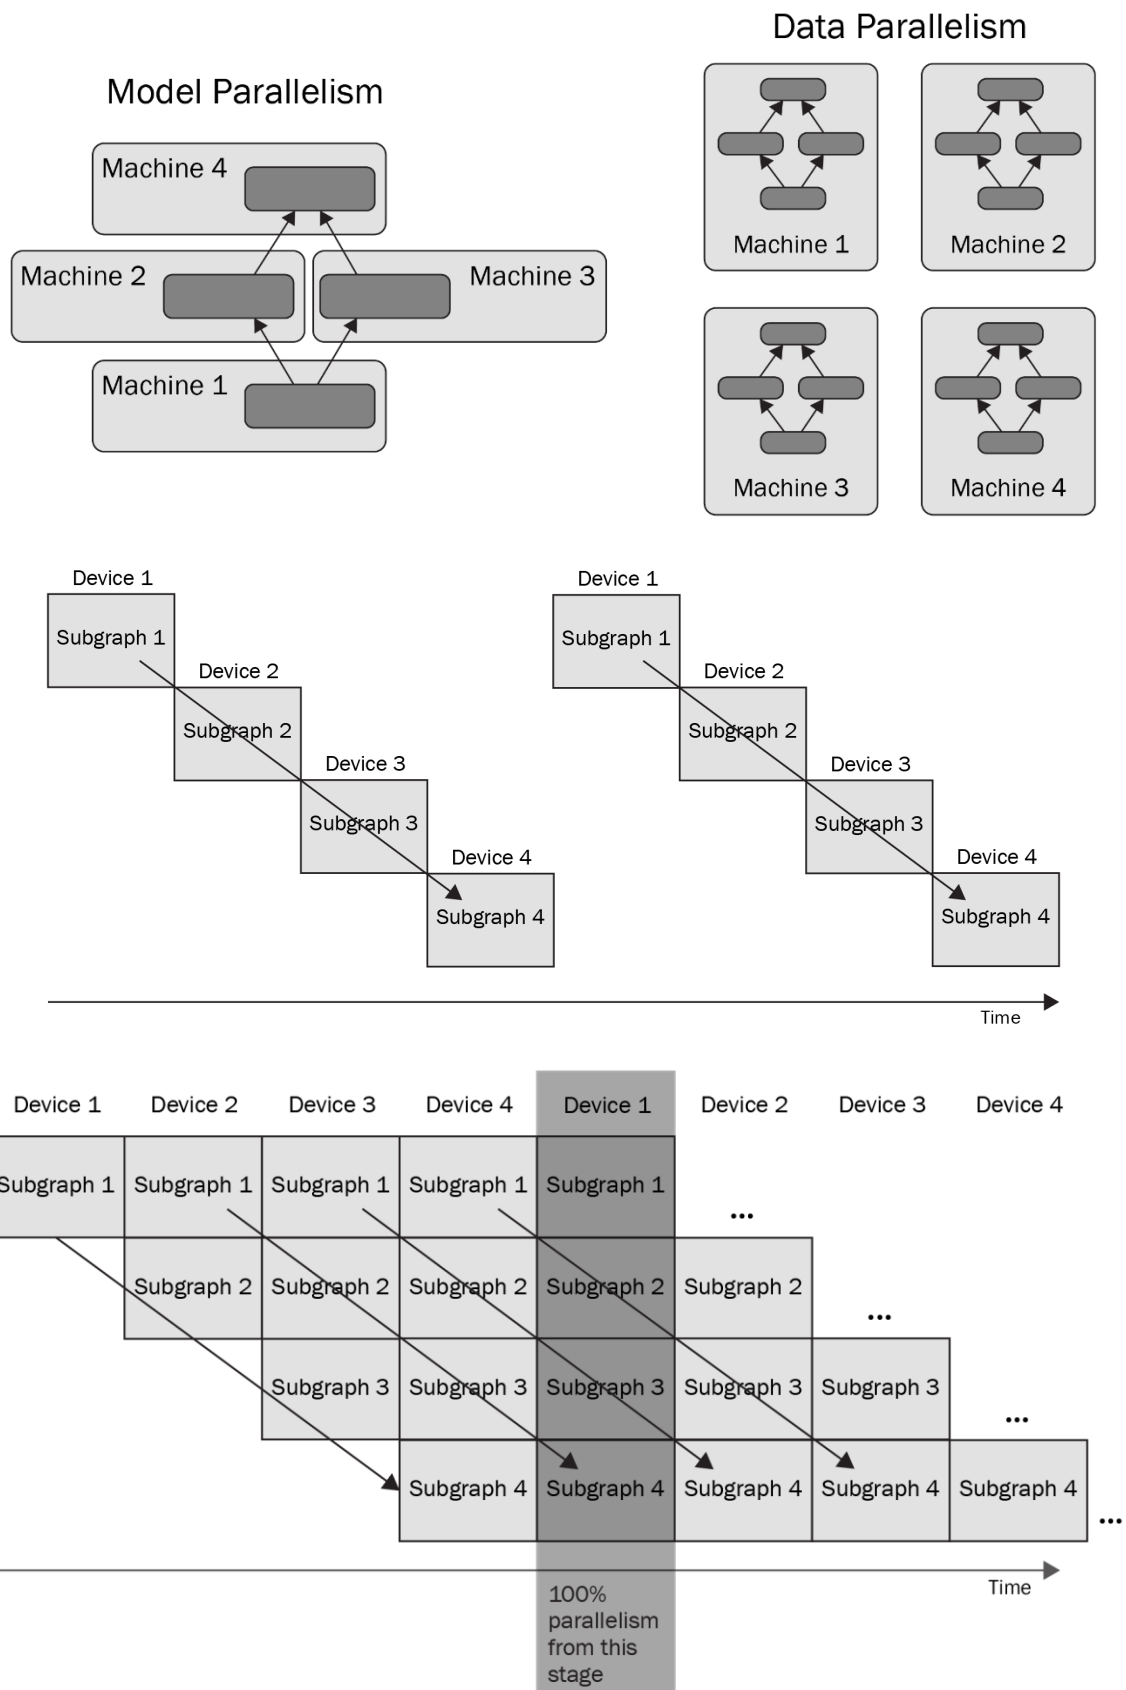 Data Parallelism
Model Parallelism
Machine 4
Machine 2
Machine 3
Machine 1
Machine 1
Machine 2
Machine 3
Machine 4
Device 1
Subgraph 1
Device 2
Subgraph 2
Device 3
Subgraph 3
Device 4
Subgraph 4
Device 1
Subgraph 1
Device 2
Subgraph 2
Device 3
Subgraph 3
Device 4
Subgraph 4
Time
Device 1 Device 2 Device 3 Device 4 Device 1 Device 2 Device 3 Device 4
Subgraph 1 Subgraph 1 Subgraph 1 Subgraph 1 Subgraph 1 ...
Subgraph 2 Subgraph 2 Subgraph 2 Subgraph 2 Subgraph 2 ...
Subgraph 3 Subgraph 3 Subgraph 3 Subgraph 3 Subgraph 3 ...
Subgraph 4 Subgraph 4 Subgraph 4 Subgraph 4 Subgraph 4 ...
Time
100%
parallelism
from this
stage